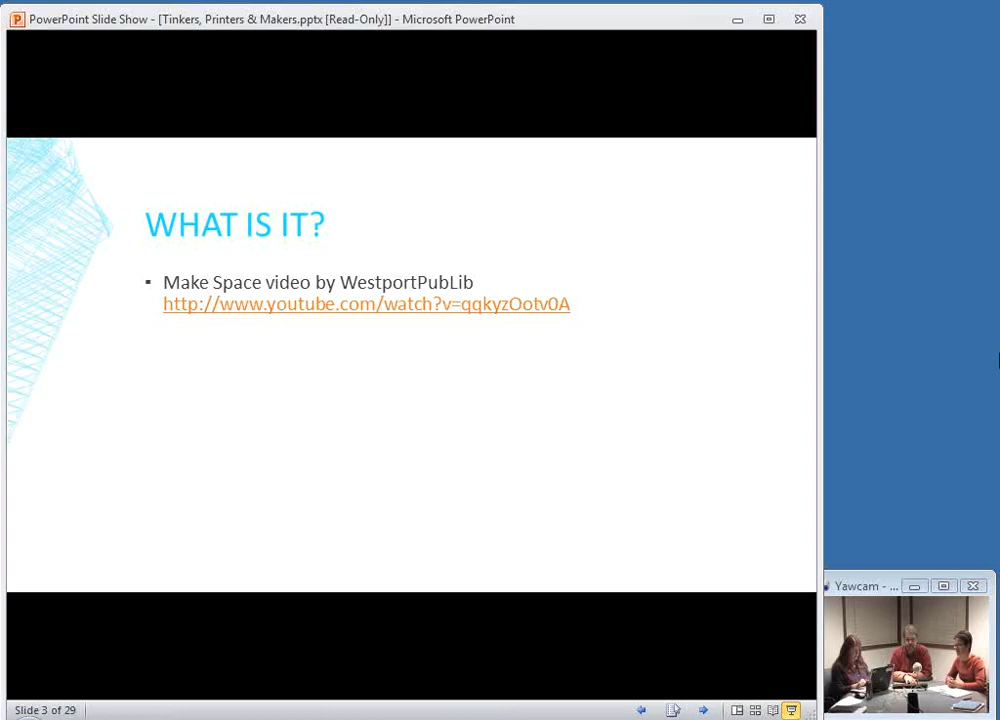 PowerPoint Slide Show - [Tinkers, Printers & Makers.pptx [Read-Only]] - Microsoft PowerPoint
WHAT IS IT?
▪ Make Space video by WestportPubLib
http://www.youtube.com/watch?v=qqkyzOotv0A
Yawcam - ...
Slide 3 of 29